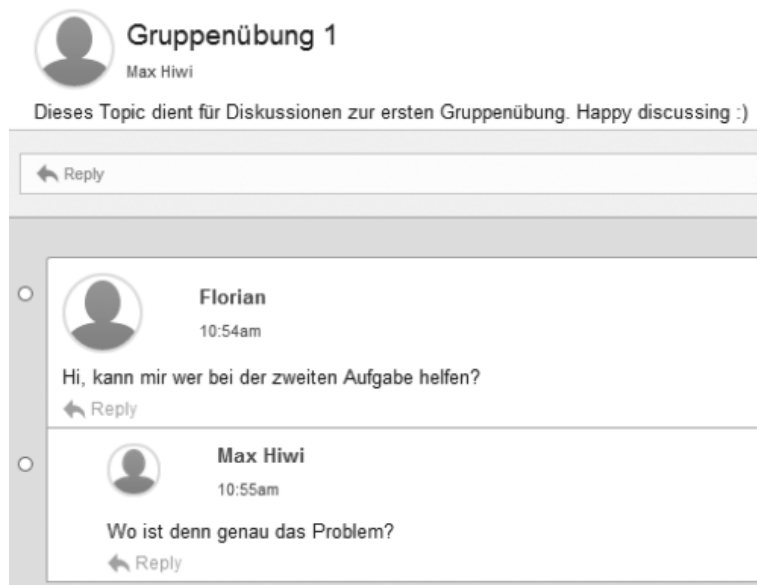 Gruppenübung 1
Max Hiwi
Dieses Topic dient für Diskussionen zur ersten Gruppenübung. Happy discussing :)
Reply
Florian
10:54am
Hi, kann mir wer bei der zweiten Aufgabe helfen?
Reply
Max Hiwi
10:55am
Wo ist denn genau das Problem?
Reply